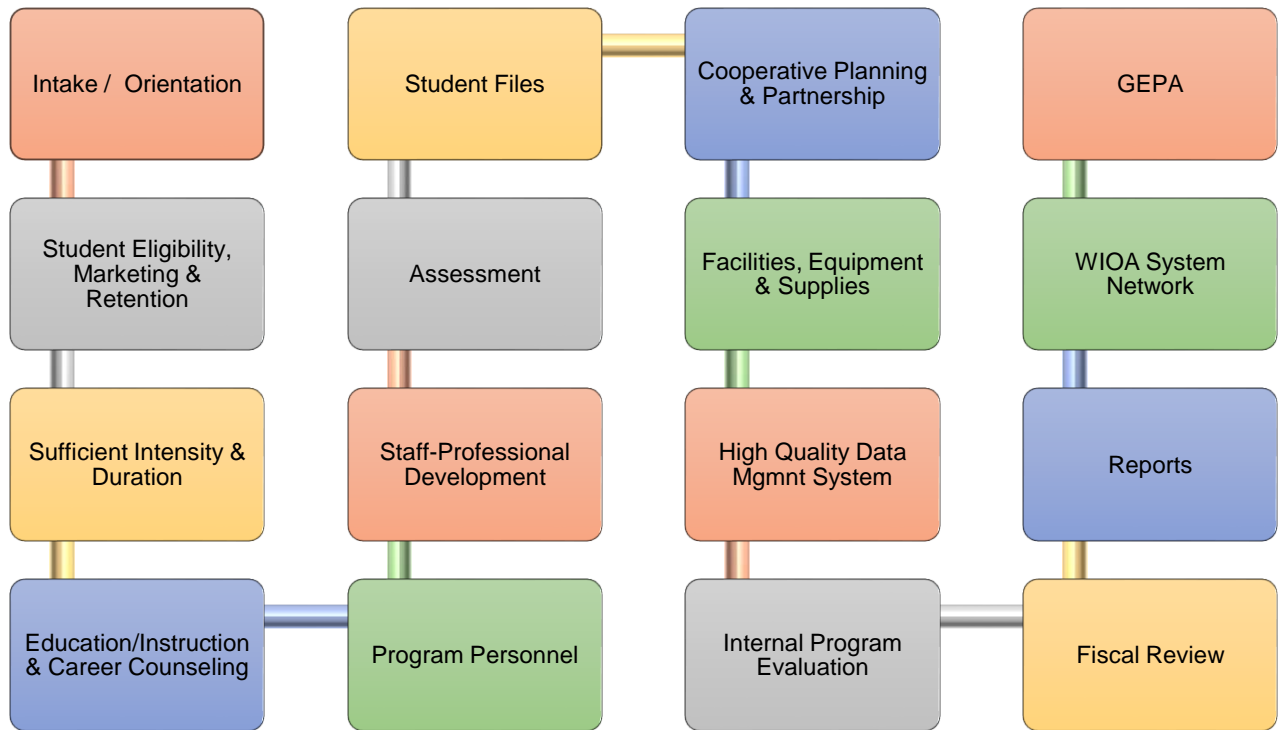 Intake / Orientation
Student Eligibility,
Marketing &
Retention
Sufficient Intensity &
Duration
Education/Instruction
& Career Counseling
Program Personnel
Staff-Professional
Development
Assessment
Student Files
Cooperative Planning
& Partnership
Facilities, Equipment
& Supplies
High Quality Data
Mgmnt System
Internal Program
Evaluation
Fiscal Review
Reports
WIOA System
Network
GEPA